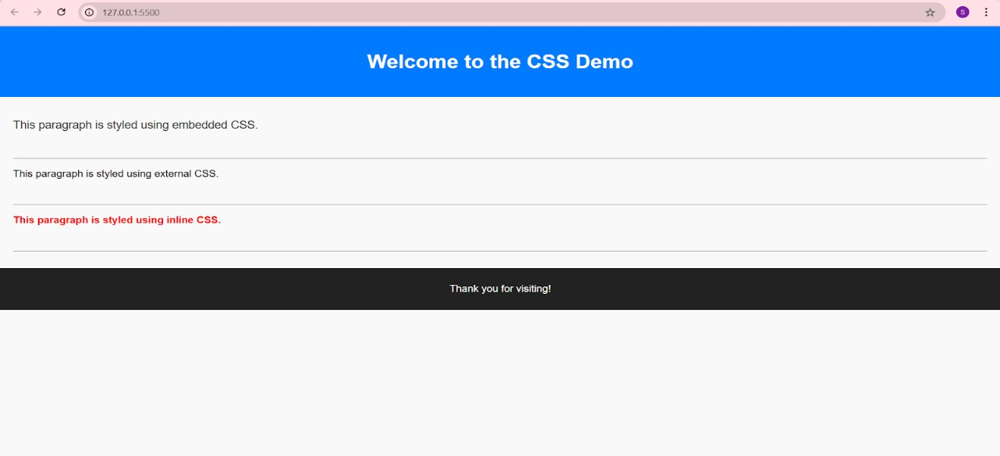 127.0.0.1:5500
S
Welcome to the CSS Demo
This paragraph is styled using embedded CSS.
This paragraph is styled using external CSS.
This paragraph is styled using inline CSS.
Thank you for visiting!